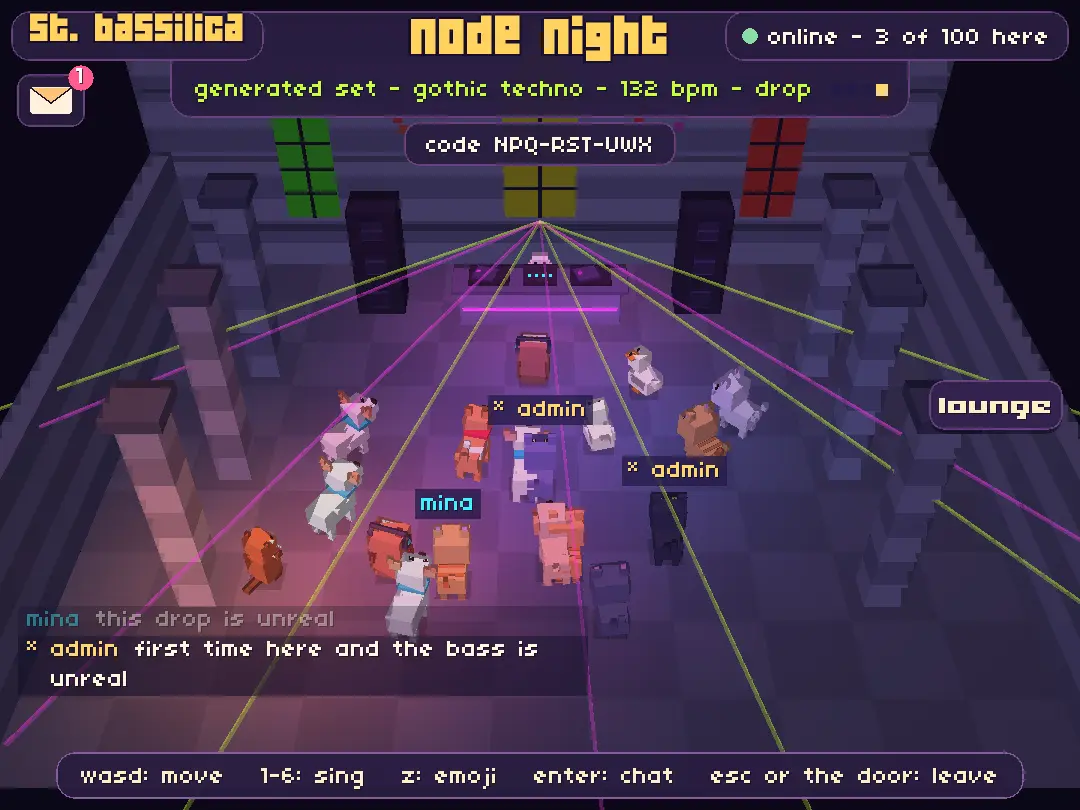 st. bassilica
node night
online - 3 of 100 here
1
generated set - gothic techno - 132 bpm - drop
code NPQ-RST-UWX
lounge
* admin
* admin
mina
mina this drop is unreal
* admin first time here and the bass is
unreal
wasd: move 1-6: sing z: emoji enter: chat esc or the door: leave